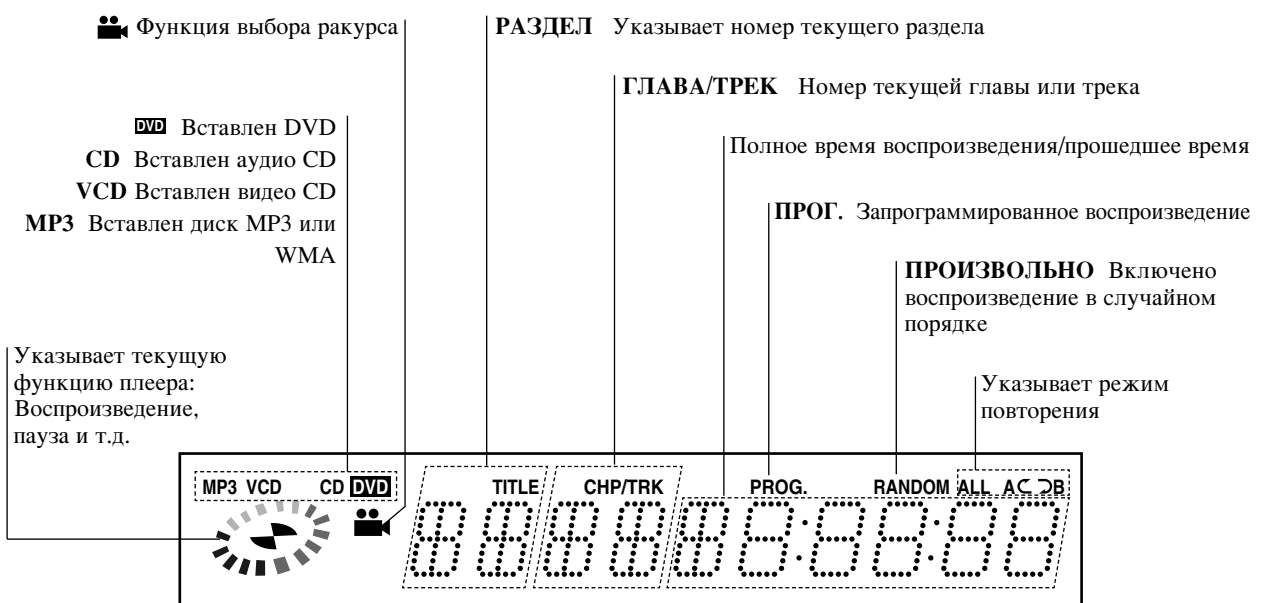 Функция выбора ракурса
РАЗДЕЛ Указывает номер текущего раздела
ГЛАВА/ТРЕК Номер текущей главы или трека
DVD Вставлен DVD
CD Вставлен аудио CD
VCD Вставлен видео CD
MP3 Вставлен диск MP3 или
WMA
Полное время воспроизведения/прошедшее время
ПРОГ. Запрограммированное воспроизведение
ПРОИЗВОЛЬНО Включено
воспроизведение в случайном
порядке
Указывает текущую
функцию плеера:
Воспроизведение,
пауза и т.д.
Указывает режим
повторения
MP3 VCD CD DVD TITLE CHP/TRK PROG. RANDOM ALL A B